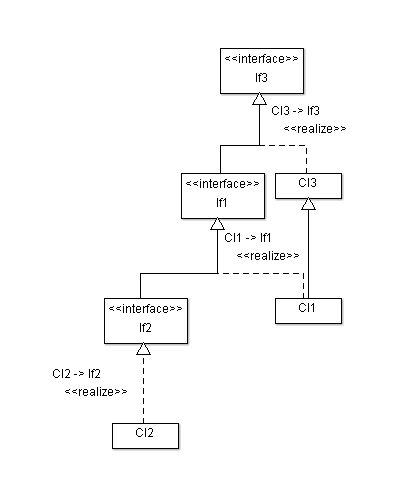 <<interface>>
If3
Cl3 -> If3
<<realize>>
<<interface>>
If1
Cl3
Cl1 -> If1
<<realize>>
<<interface>>
If2
Cl1
Cl2 -> If2
<<realize>>
Cl2